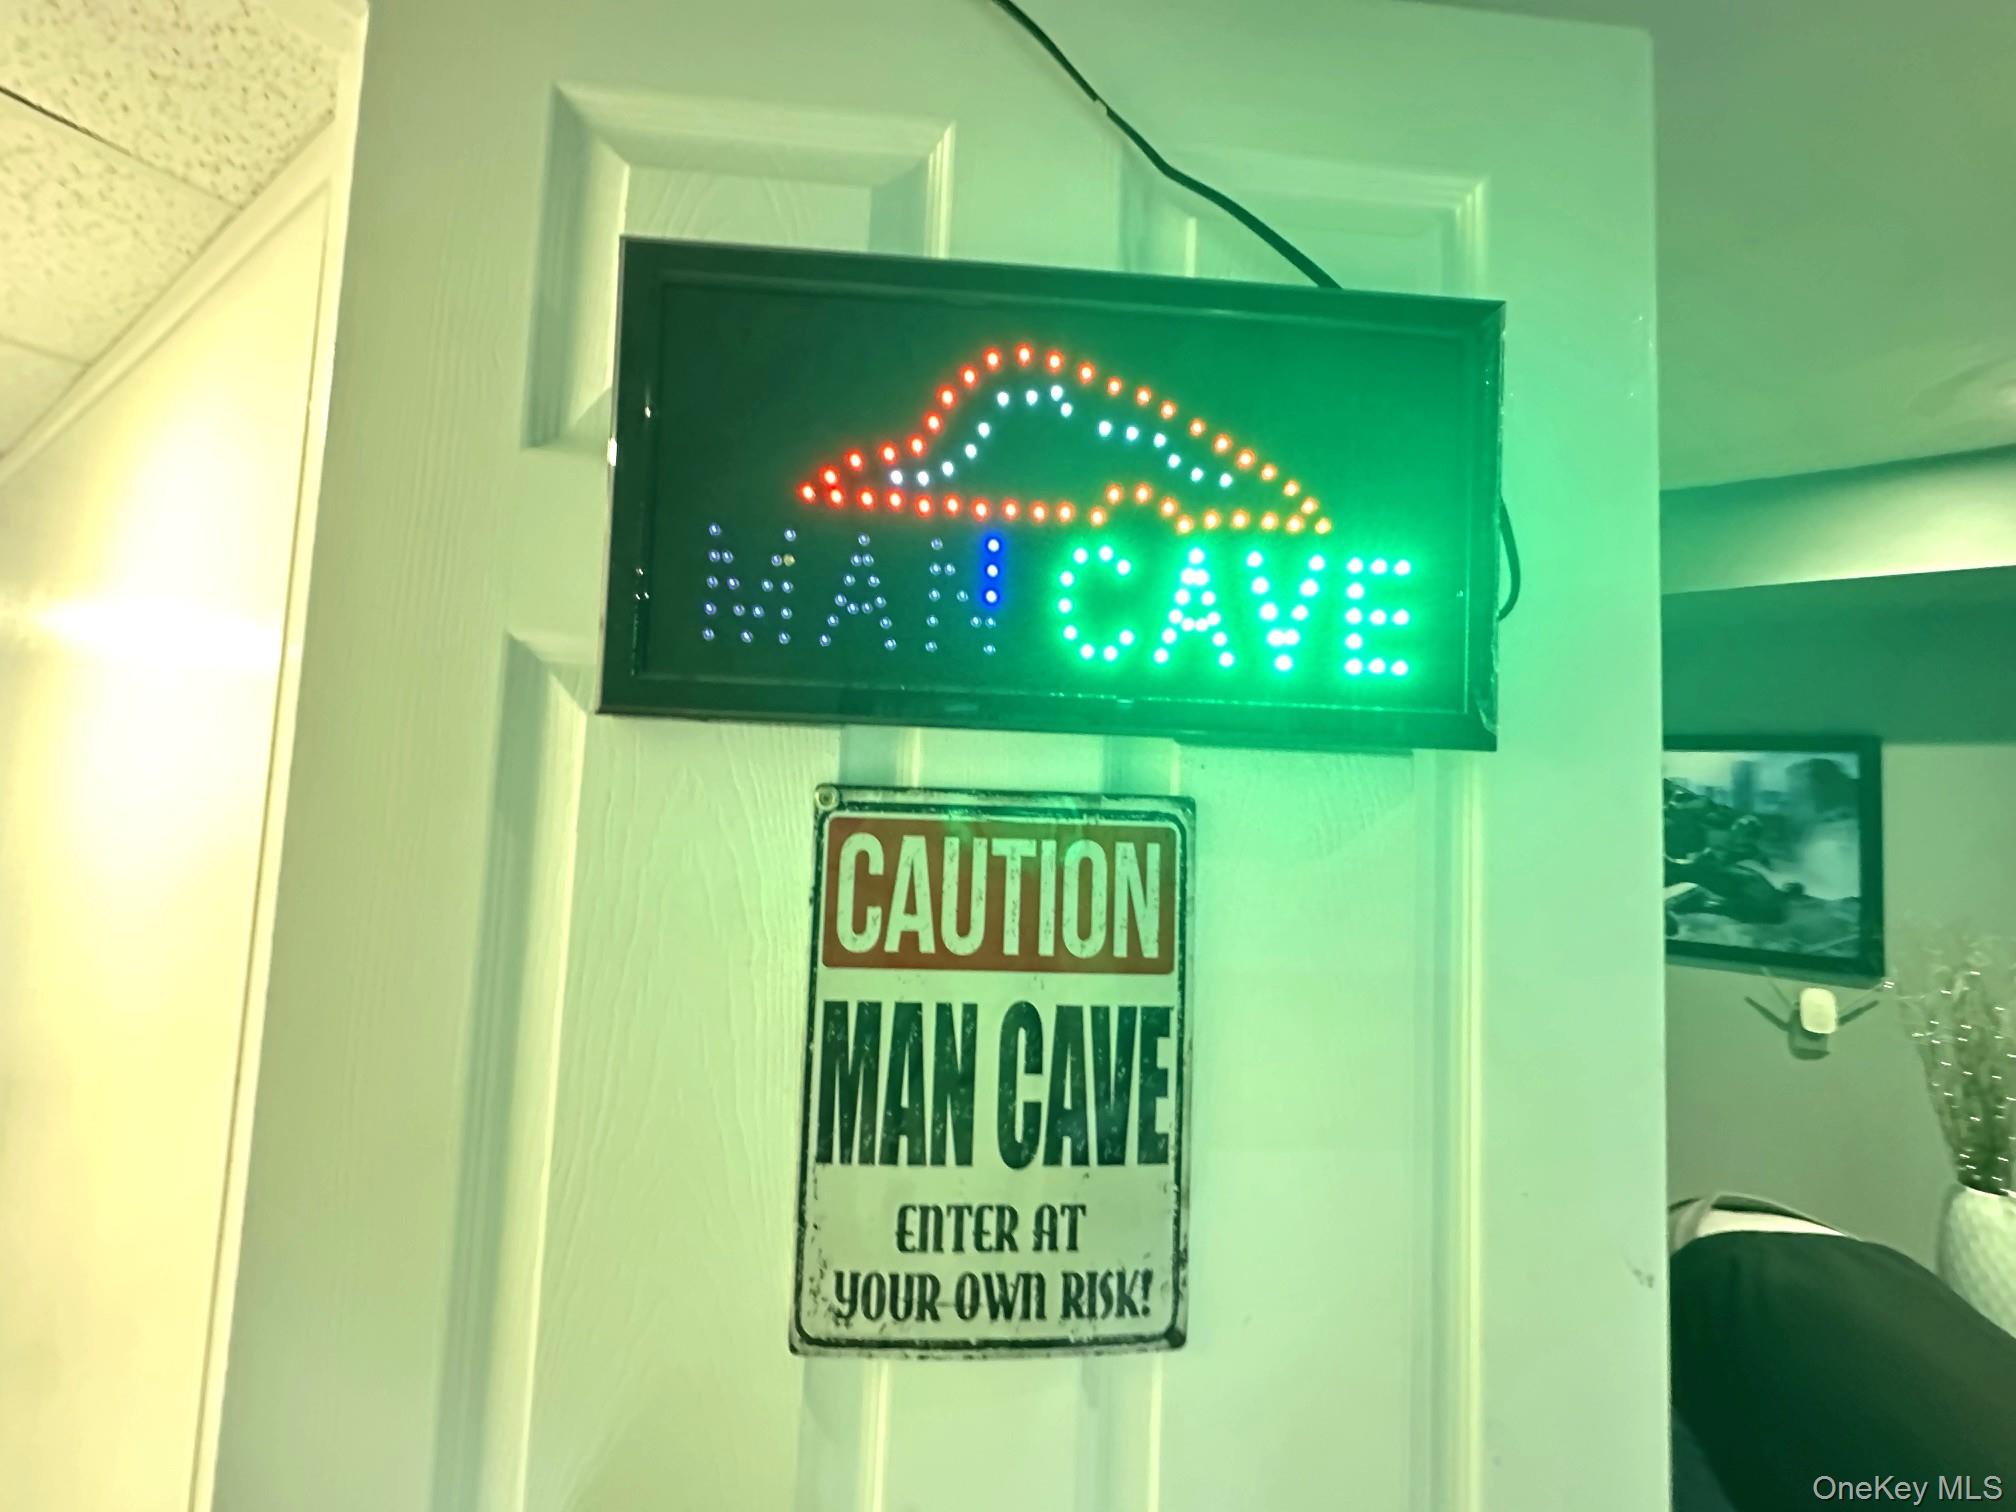 MAN CAVE
CAUTION
MAN CAVE
ENTER AT
YOUR OWN RISK!
OneKey MLS